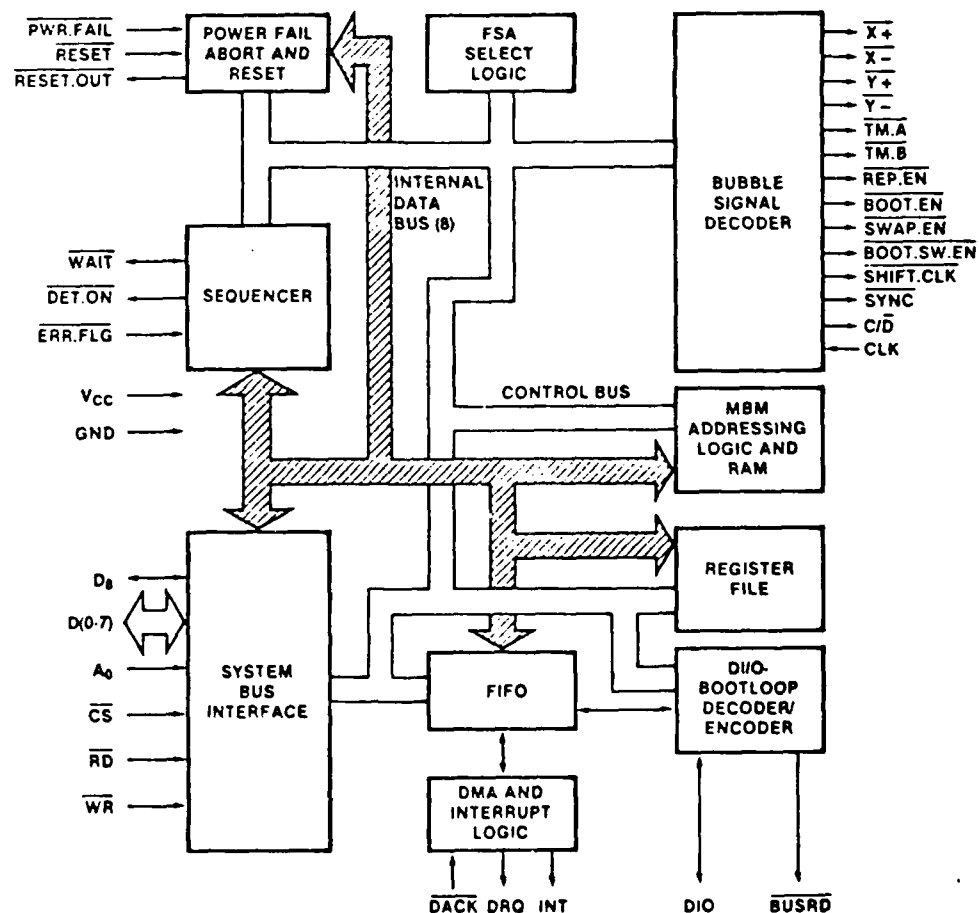 PWR.FAIL
RESET
RESET.OUT
POWER FAIL
ABORT AND
RESET
FSA
SELECT
LOGIC
BUBBLE
SIGNAL
DECODER
X+
X-
Y+
Y-
TM.A
TM.B
REP.EN
BOOT.EN
SWAP.EN
BOOT.SW.EN
SHIFT.CLK
SYNC
C/D̅
CLK
INTERNAL
DATA
BUS (8)
WAIT
DET.ON
ERR.FLG
SEQUENCER
VCC
GND
CONTROL BUS
MBM
ADDRESSING
LOGIC AND
RAM
REGISTER
FILE
D8
D(0-7)
A0
CS
RD
WR
SYSTEM
BUS
INTERFACE
FIFO
DI/O-
BOOTLOOP
DECODER/
ENCODER
DMA AND
INTERRUPT
LOGIC
DACK DRQ INT
DIO
BUSRD